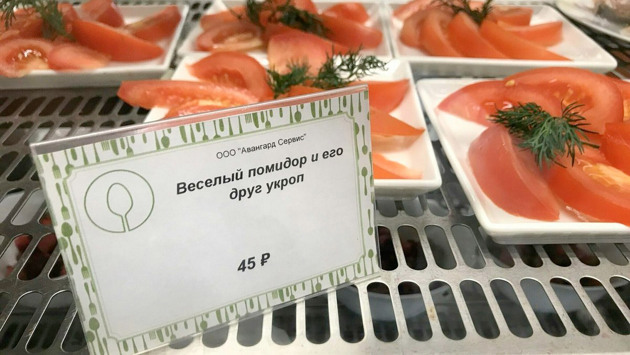 ООО "Авангард Сервис"
Веселый помидор и его
друг укроп
45 ₽